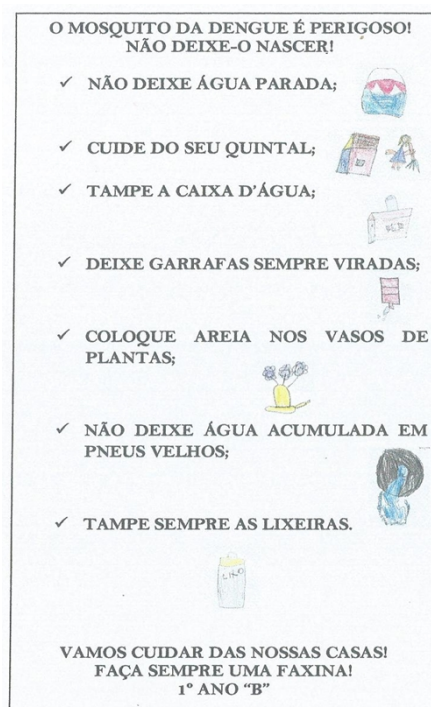 O MOSQUITO DA DENGUE É PERIGOSO!
NÃO DEIXE-O NASCER!
✓ NÃO DEIXE ÁGUA PARADA;
✓ CUIDE DO SEU QUINTAL;
✓ TAMPE A CAIXA D'ÁGUA;
✓ DEIXE GARRAFAS SEMPRE VIRADAS;
✓ COLOQUE AREIA NOS VASOS DE
PLANTAS;
✓ NÃO DEIXE ÁGUA ACUMULADA EM
PNEUS VELHOS;
✓ TAMPE SEMPRE AS LIXEIRAS.
LIXO
VAMOS CUIDAR DAS NOSSAS CASAS!
FAÇA SEMPRE UMA FAXINA!
1º ANO "B"